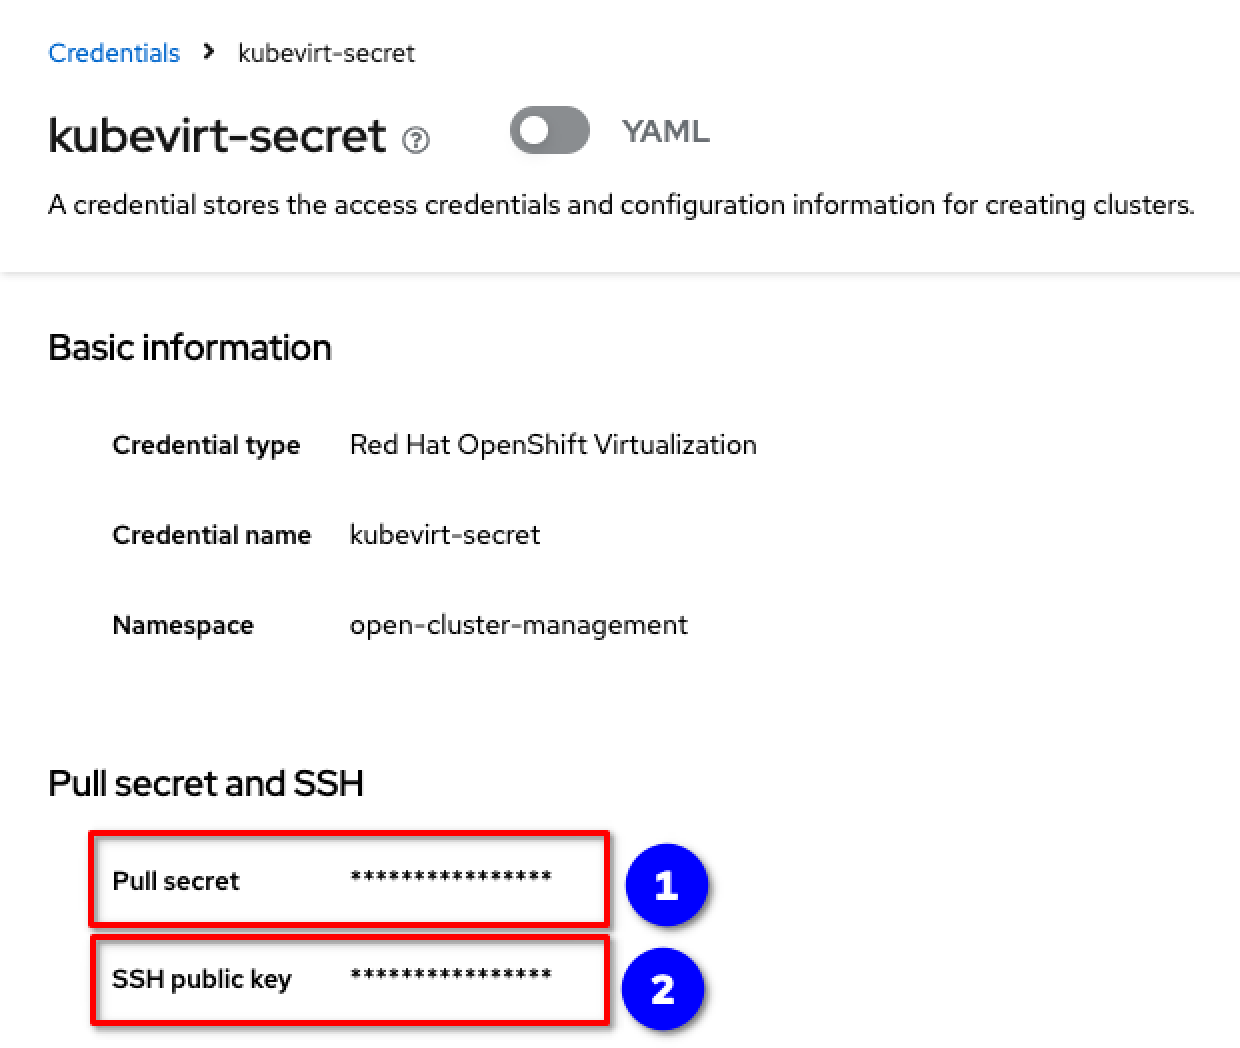 Credentials > kubevirt-secret
kubevirt-secret ? YAML
A credential stores the access credentials and configuration information for creating clusters.
Basic information
Credential type Red Hat OpenShift Virtualization
Credential name kubevirt-secret
Namespace open-cluster-management
Pull secret and SSH
Pull secret **************** 1
SSH public key **************** 2